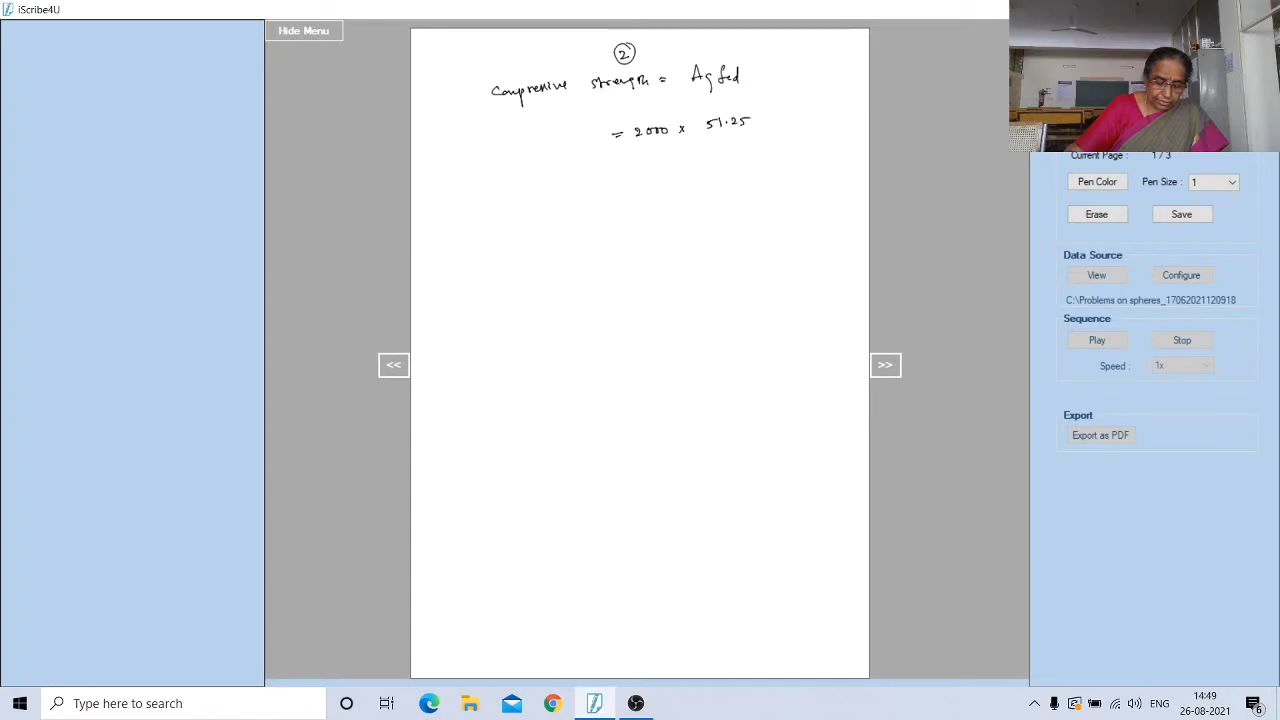 iScribe4U
Hide Menu
2
Compressive strength = Ag fcd
= 2000 × 51.25
Current Page : 1 / 3
Pen Color Pen Size : 1
Erase Save
Data Source
View Configure
C:\Problems on spheres_17062021120918
Sequence
Play Stop
<< >>
Speed : 1x
Export
Export as PDF
Type here to search
ENG
14:49
26-08-2021
6